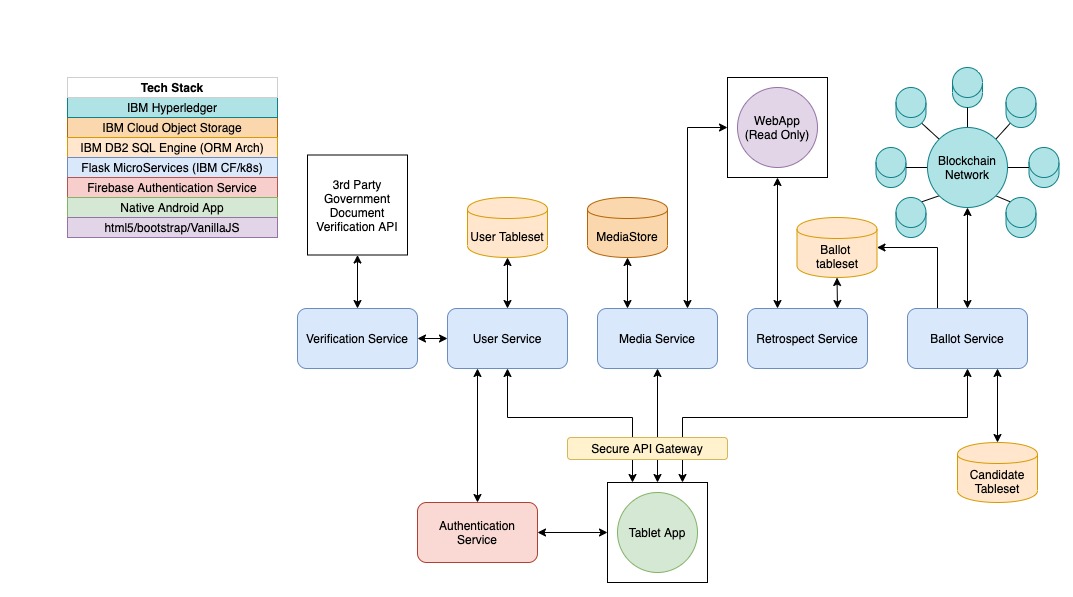 Tech Stack
IBM Hyperledger
IBM Cloud Object Storage
IBM DB2 SQL Engine (ORM Arch)
Flask MicroServices (IBM CF/k8s)
Firebase Authentication Service
Native Android App
html5/bootstrap/VanillaJS
3rd Party
Government
Document
Verification API
User Tableset
MediaStore
WebApp
(Read Only)
Ballot
tableset
Blockchain
Network
Verification Service
User Service
Media Service
Retrospect Service
Ballot Service
Secure API Gateway
Candidate
Tableset
Authentication
Service
Tablet App